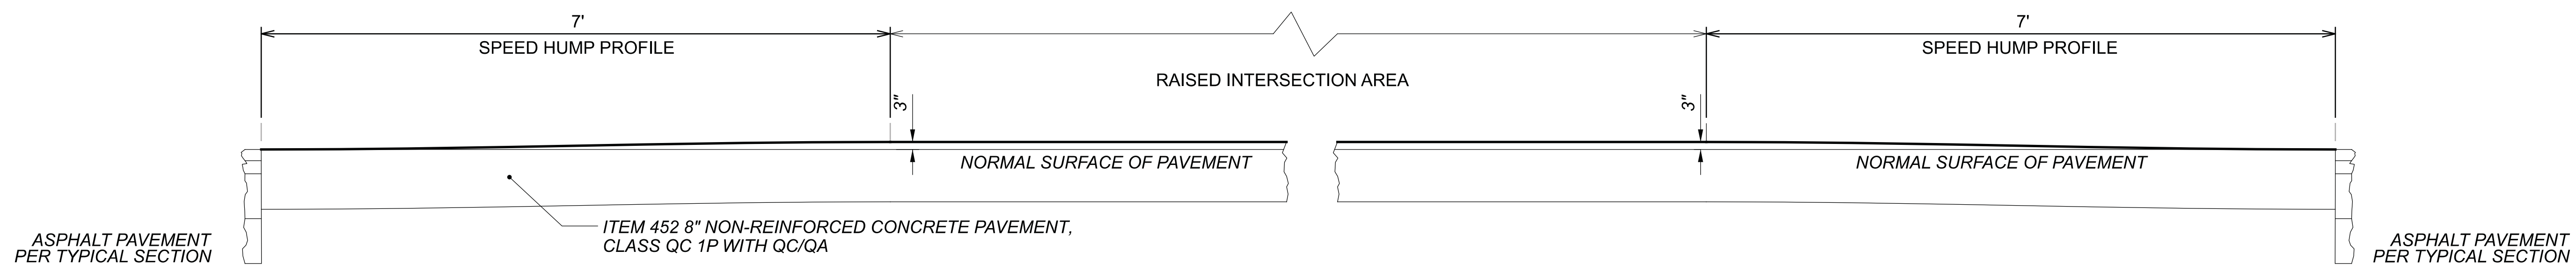 7'
SPEED HUMP PROFILE
RAISED INTERSECTION AREA
7'
SPEED HUMP PROFILE
3"
3"
NORMAL SURFACE OF PAVEMENT
NORMAL SURFACE OF PAVEMENT
ITEM 452 8" NON-REINFORCED CONCRETE PAVEMENT,
CLASS QC 1P WITH QC/QA
ASPHALT PAVEMENT
PER TYPICAL SECTION
ASPHALT PAVEMENT
PER TYPICAL SECTION